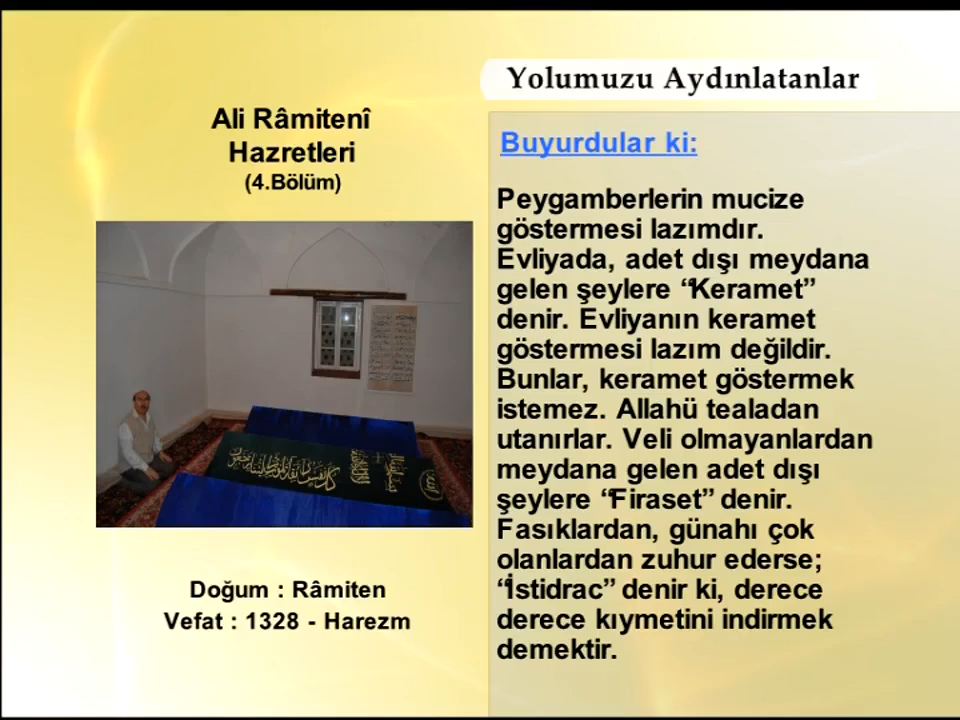 Yolumuzu Aydınlatanlar
Ali Râmitenî
Hazretleri
(4.Bölüm)
Doğum : Râmiten
Vefat : 1328 - Harezm
Buyurdular ki:
Peygamberlerin mucize
göstermesi lazımdır.
Evliyada, adet dışı meydana
gelen şeylere “Keramet”
denir. Evliyanın keramet
göstermesi lazım değildir.
Bunlar, keramet göstermek
istemez. Allahü tealadan
utanırlar. Veli olmayanlardan
meydana gelen adet dışı
şeylere “Firaset” denir.
Fasıklardan, günahı çok
olanlardan zuhur ederse;
“İstidrac” denir ki, derece
derece kıymetini indirmek
demektir.